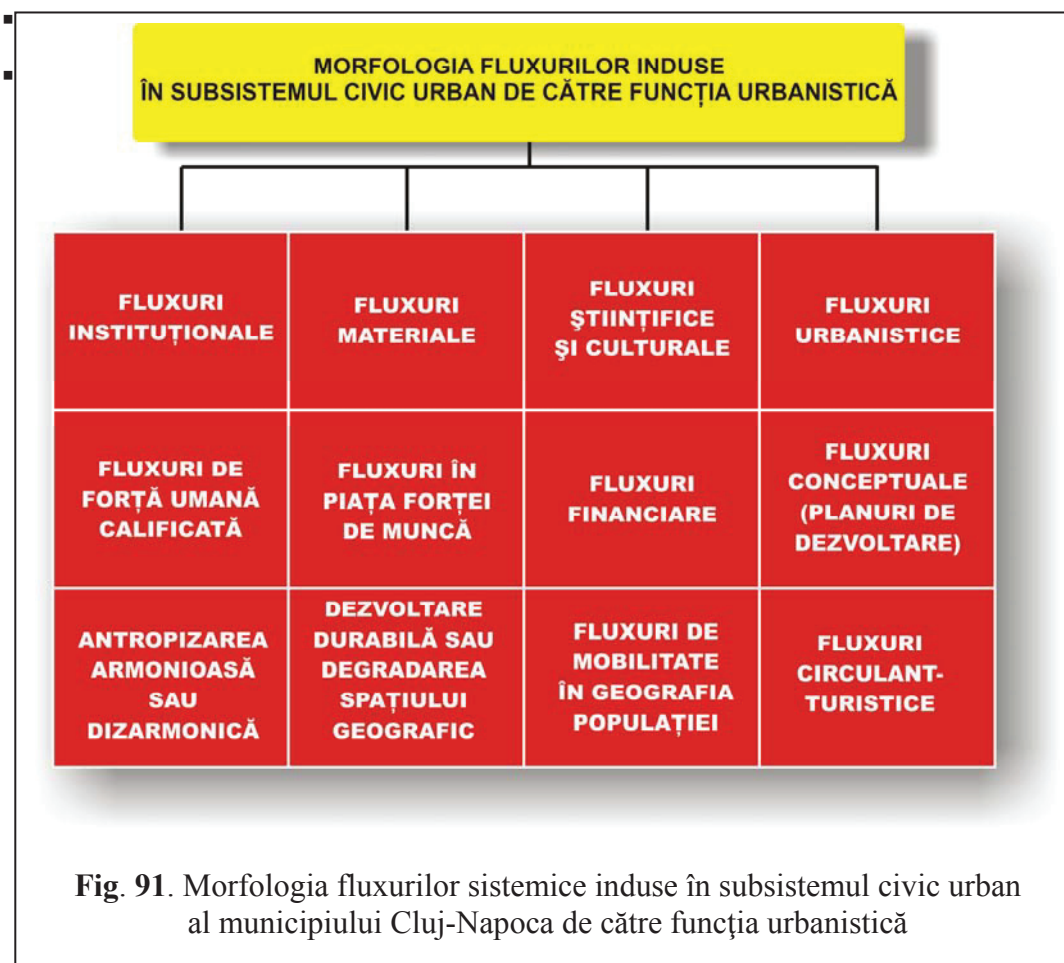 MORFOLOGIA FLUXURILOR INDUSE
ÎN SUBSISTEMUL CIVIC URBAN DE CĂTRE FUNCȚIA URBANISTICĂ
FLUXURI
INSTITUȚIONALE
FLUXURI
MATERIALE
FLUXURI
ŞTIINȚIFICE
ŞI CULTURALE
FLUXURI
URBANISTICE
FLUXURI DE
FORȚĂ UMANĂ
CALIFICATĂ
FLUXURI ÎN
PIAȚA FORȚEI
DE MUNCĂ
FLUXURI
FINANCIARE
FLUXURI
CONCEPTUALE
(PLANURI DE
DEZVOLTARE)
ANTROPIZAREA
ARMONIOASĂ
SAU
DIZARMONICĂ
DEZVOLTARE
DURABILĂ SAU
DEGRADAREA
SPAȚIULUI
GEOGRAFIC
FLUXURI DE
MOBILITATE
ÎN GEOGRAFIA
POPULAȚIEI
FLUXURI
CIRCULANT-
TURISTICE
Fig. 91. Morfologia fluxurilor sistemice induse în subsistemul civic urban
al municipiului Cluj-Napoca de către funcţia urbanistică